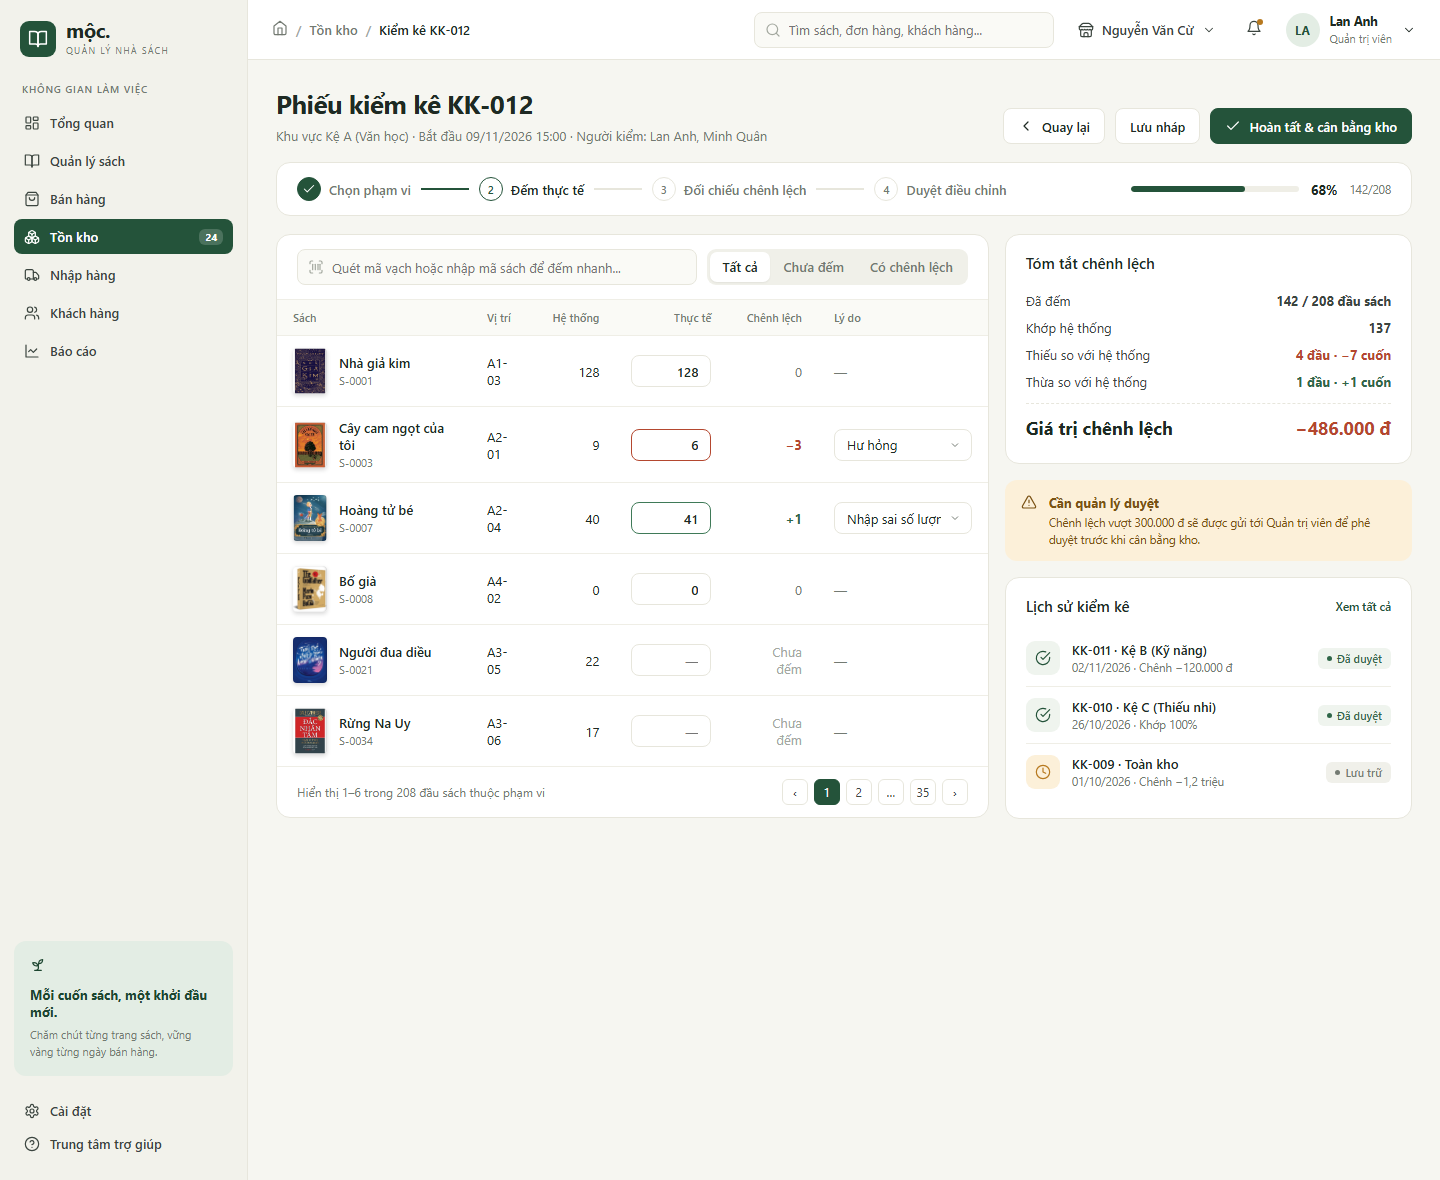 mộc.
QUẢN LÝ NHÀ SÁCH
KHÔNG GIAN LÀM VIỆC
Tổng quan
Quản lý sách
Bán hàng
Tồn kho 24
Nhập hàng
Khách hàng
Báo cáo
Mỗi cuốn sách, một khởi đầu
mới.
Chăm chút từng trang sách, vững
vàng từng ngày bán hàng.
Cài đặt
Trung tâm trợ giúp
/ Tồn kho / Kiểm kê KK-012
Tìm sách, đơn hàng, khách hàng...
Nguyễn Văn Cừ
LA
Lan Anh
Quản trị viên
Phiếu kiểm kê KK-012
Khu vực Kệ A (Văn học) · Bắt đầu 09/11/2026 15:00 · Người kiểm: Lan Anh, Minh Quân
Quay lại
Lưu nháp
Hoàn tất & cân bằng kho
Chọn phạm vi
2 Đếm thực tế
3 Đối chiếu chênh lệch
4 Duyệt điều chỉnh
68% 142/208
Quét mã vạch hoặc nhập mã sách để đếm nhanh...
Tất cả Chưa đếm Có chênh lệch
Sách Vị trí Hệ thống Thực tế Chênh lệch Lý do
Nhà giả kim
S-0001
A1-
03
128 128 0 —
Cây cam ngọt của
tôi
S-0003
A2-
01
9 6 −3 Hư hỏng
Hoàng tử bé
S-0007
A2-
04
40 41 +1 Nhập sai số lượr
Bố già
S-0008
A4-
02
0 0 0 —
Người đua diều
S-0021
A3-
05
22 — Chưa
đếm
—
ĐẮC
NHÂN
TÂM
Rừng Na Uy
S-0034
A3-
06
17 — Chưa
đếm
—
Hiển thị 1–6 trong 208 đầu sách thuộc phạm vi
‹ 1 2 ... 35 ›
Tóm tắt chênh lệch
Đã đếm 142 / 208 đầu sách
Khớp hệ thống 137
Thiếu so với hệ thống 4 đầu · −7 cuốn
Thừa so với hệ thống 1 đầu · +1 cuốn
Giá trị chênh lệch −486.000 đ
Cần quản lý duyệt
Chênh lệch vượt 300.000 đ sẽ được gửi tới Quản trị viên để phê
duyệt trước khi cân bằng kho.
Lịch sử kiểm kê Xem tất cả
KK-011 · Kệ B (Kỹ năng)
02/11/2026 · Chênh −120.000 đ
Đã duyệt
KK-010 · Kệ C (Thiếu nhi)
26/10/2026 · Khớp 100%
Đã duyệt
KK-009 · Toàn kho
01/10/2026 · Chênh −1,2 triệu
Lưu trữ